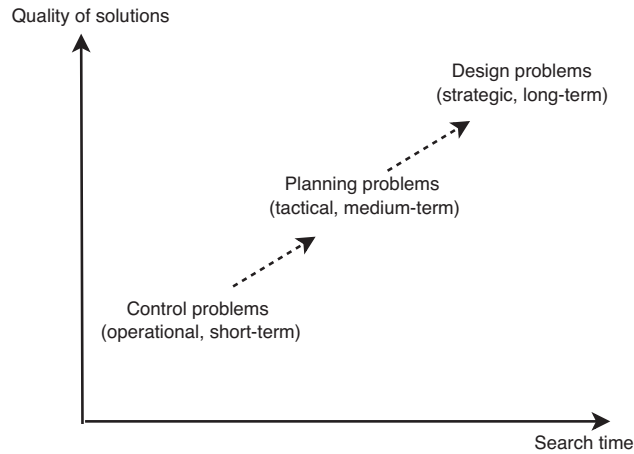 Quality of solutions
Design problems
(strategic, long-term)
Planning problems
(tactical, medium-term)
Control problems
(operational, short-term)
Search time